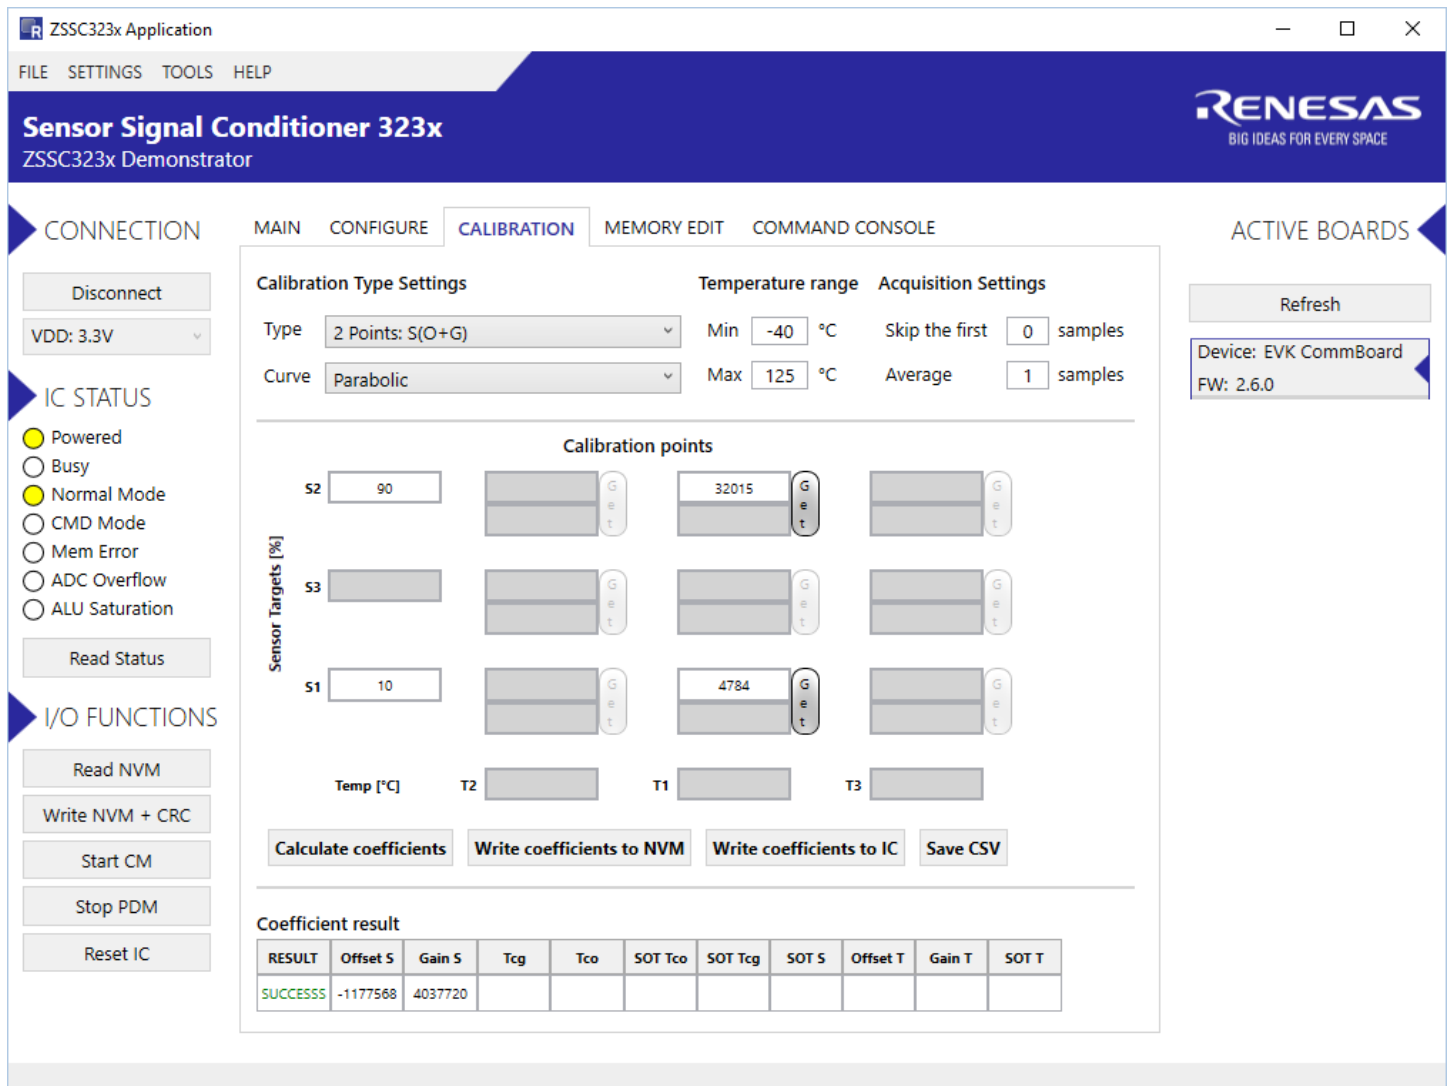 ZSSC323x Application
FILE SETTINGS TOOLS HELP
Sensor Signal Conditioner 323x
ZSSC323x Demonstrator
RENESAS
BIG IDEAS FOR EVERY SPACE
CONNECTION
Disconnect
VDD: 3.3V
IC STATUS
Powered
Busy
Normal Mode
CMD Mode
Mem Error
ADC Overflow
ALU Saturation
Read Status
I/O FUNCTIONS
Read NVM
Write NVM + CRC
Start CM
Stop PDM
Reset IC
MAIN CONFIGURE CALIBRATION MEMORY EDIT COMMAND CONSOLE
Calibration Type Settings Temperature range Acquisition Settings
Type 2 Points: S(O+G) Min -40 °C Skip the first 0 samples
Curve Parabolic Max 125 °C Average 1 samples
Calibration points
Sensor Targets [%]
S2 90 Get 32015 Get Get
S3 Get Get Get
S1 10 Get 4784 Get Get
Temp [°C] T2 T1 T3
Calculate coefficients Write coefficients to NVM Write coefficients to IC Save CSV
Coefficient result
RESULT Offset S Gain S Tcg Tco SOT Tco SOT Tcg SOT S Offset T Gain T SOT T
SUCCESSS -1177568 4037720
ACTIVE BOARDS
Refresh
Device: EVK CommBoard
FW: 2.6.0